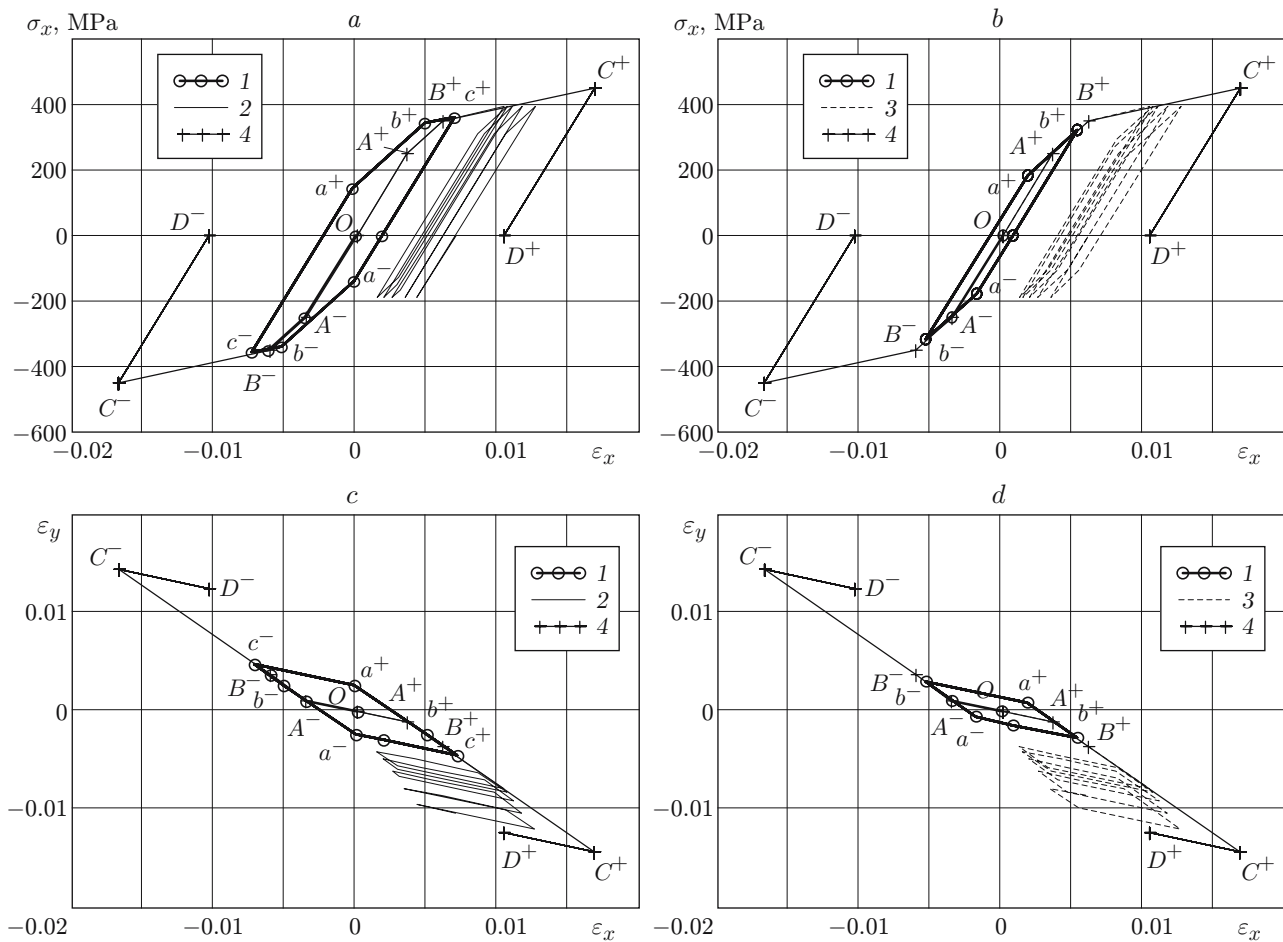 σx, MPa
a
1
2
4
400
200
0
−200
−400
−600
−0.02
−0.01
0
0.01
εx
C+
B+
c+
b+
A+
a+
O
D−
D+
a−
A−
c−
b−
B−
C−
σx, MPa
b
1
3
4
400
200
0
−200
−400
−600
−0.02
−0.01
0
0.01
εx
C+
B+
b+
A+
a+
O
D−
D+
a−
A−
B−
b−
C−
εy
c
1
2
4
0.01
0
−0.01
−0.02
−0.01
0
0.01
εx
C−
D−
c−
a+
B−
b−
O
A+
A−
b+
B+
a−
c+
D+
C+
εy
d
1
3
4
0.01
0
−0.01
−0.02
−0.01
0
0.01
εx
C−
D−
B−
b−
O
a+
A+
A−
b+
a−
B+
D+
C+